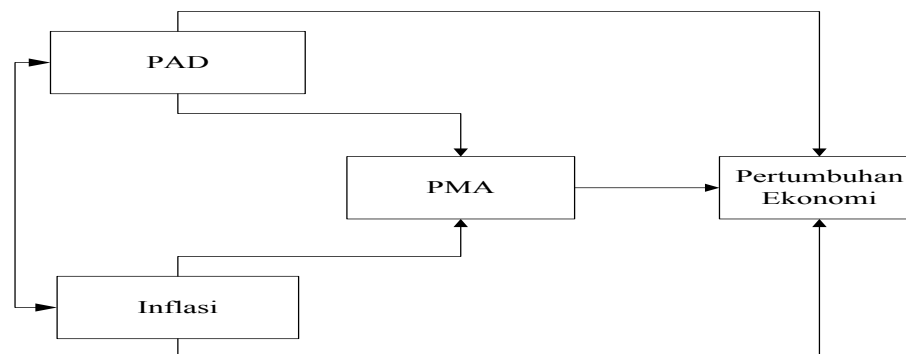 PAD
PMA
Pertumbuhan
Ekonomi
Inflasi